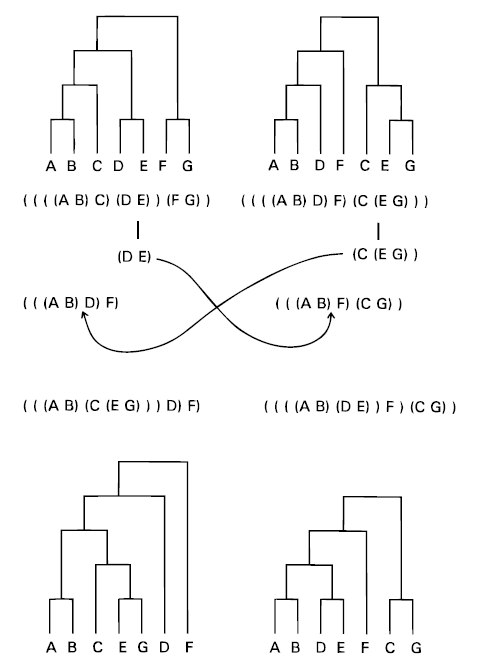 A B C D E F G
A B D F C E G
( ( ( (A B) C) (D E) ) (F G) )
( ( ( (A B) D) F) (C (E G) ) )
(D E)
(C (E G) )
( ( (A B) D) F)
( ( (A B) F) (C G) )
( ( (A B) (C (E G) ) ) D) F)
( ( ( (A B) (D E) ) F ) (C G) )
A B C E G D F
A B D E F C G